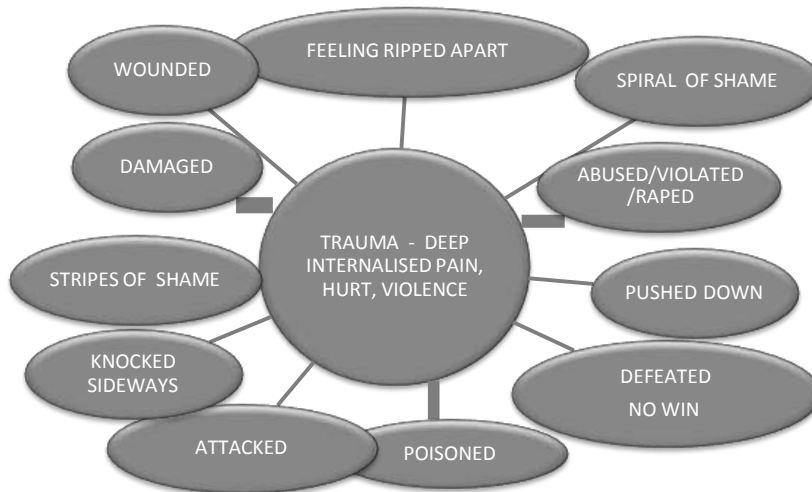 FEELING RIPPED APART
WOUNDED
SPIRAL OF SHAME
DAMAGED
ABUSED/VIOLATED
/RAPED
TRAUMA - DEEP
INTERNALISED PAIN,
HURT, VIOLENCE
STRIPES OF SHAME
PUSHED DOWN
KNOCKED
SIDEWAYS
DEFEATED
NO WIN
ATTACKED
POISONED